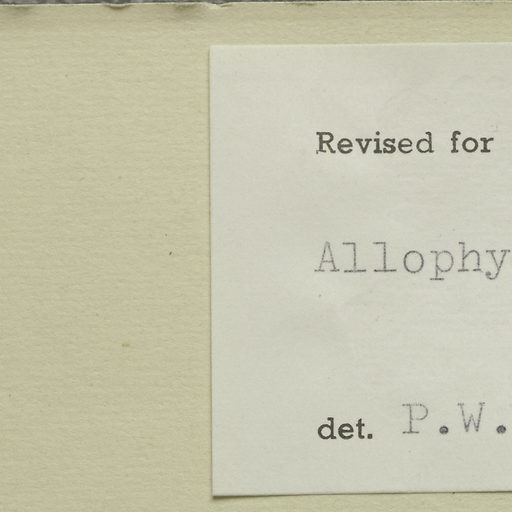 Revised for
Allophy
det. P.W.